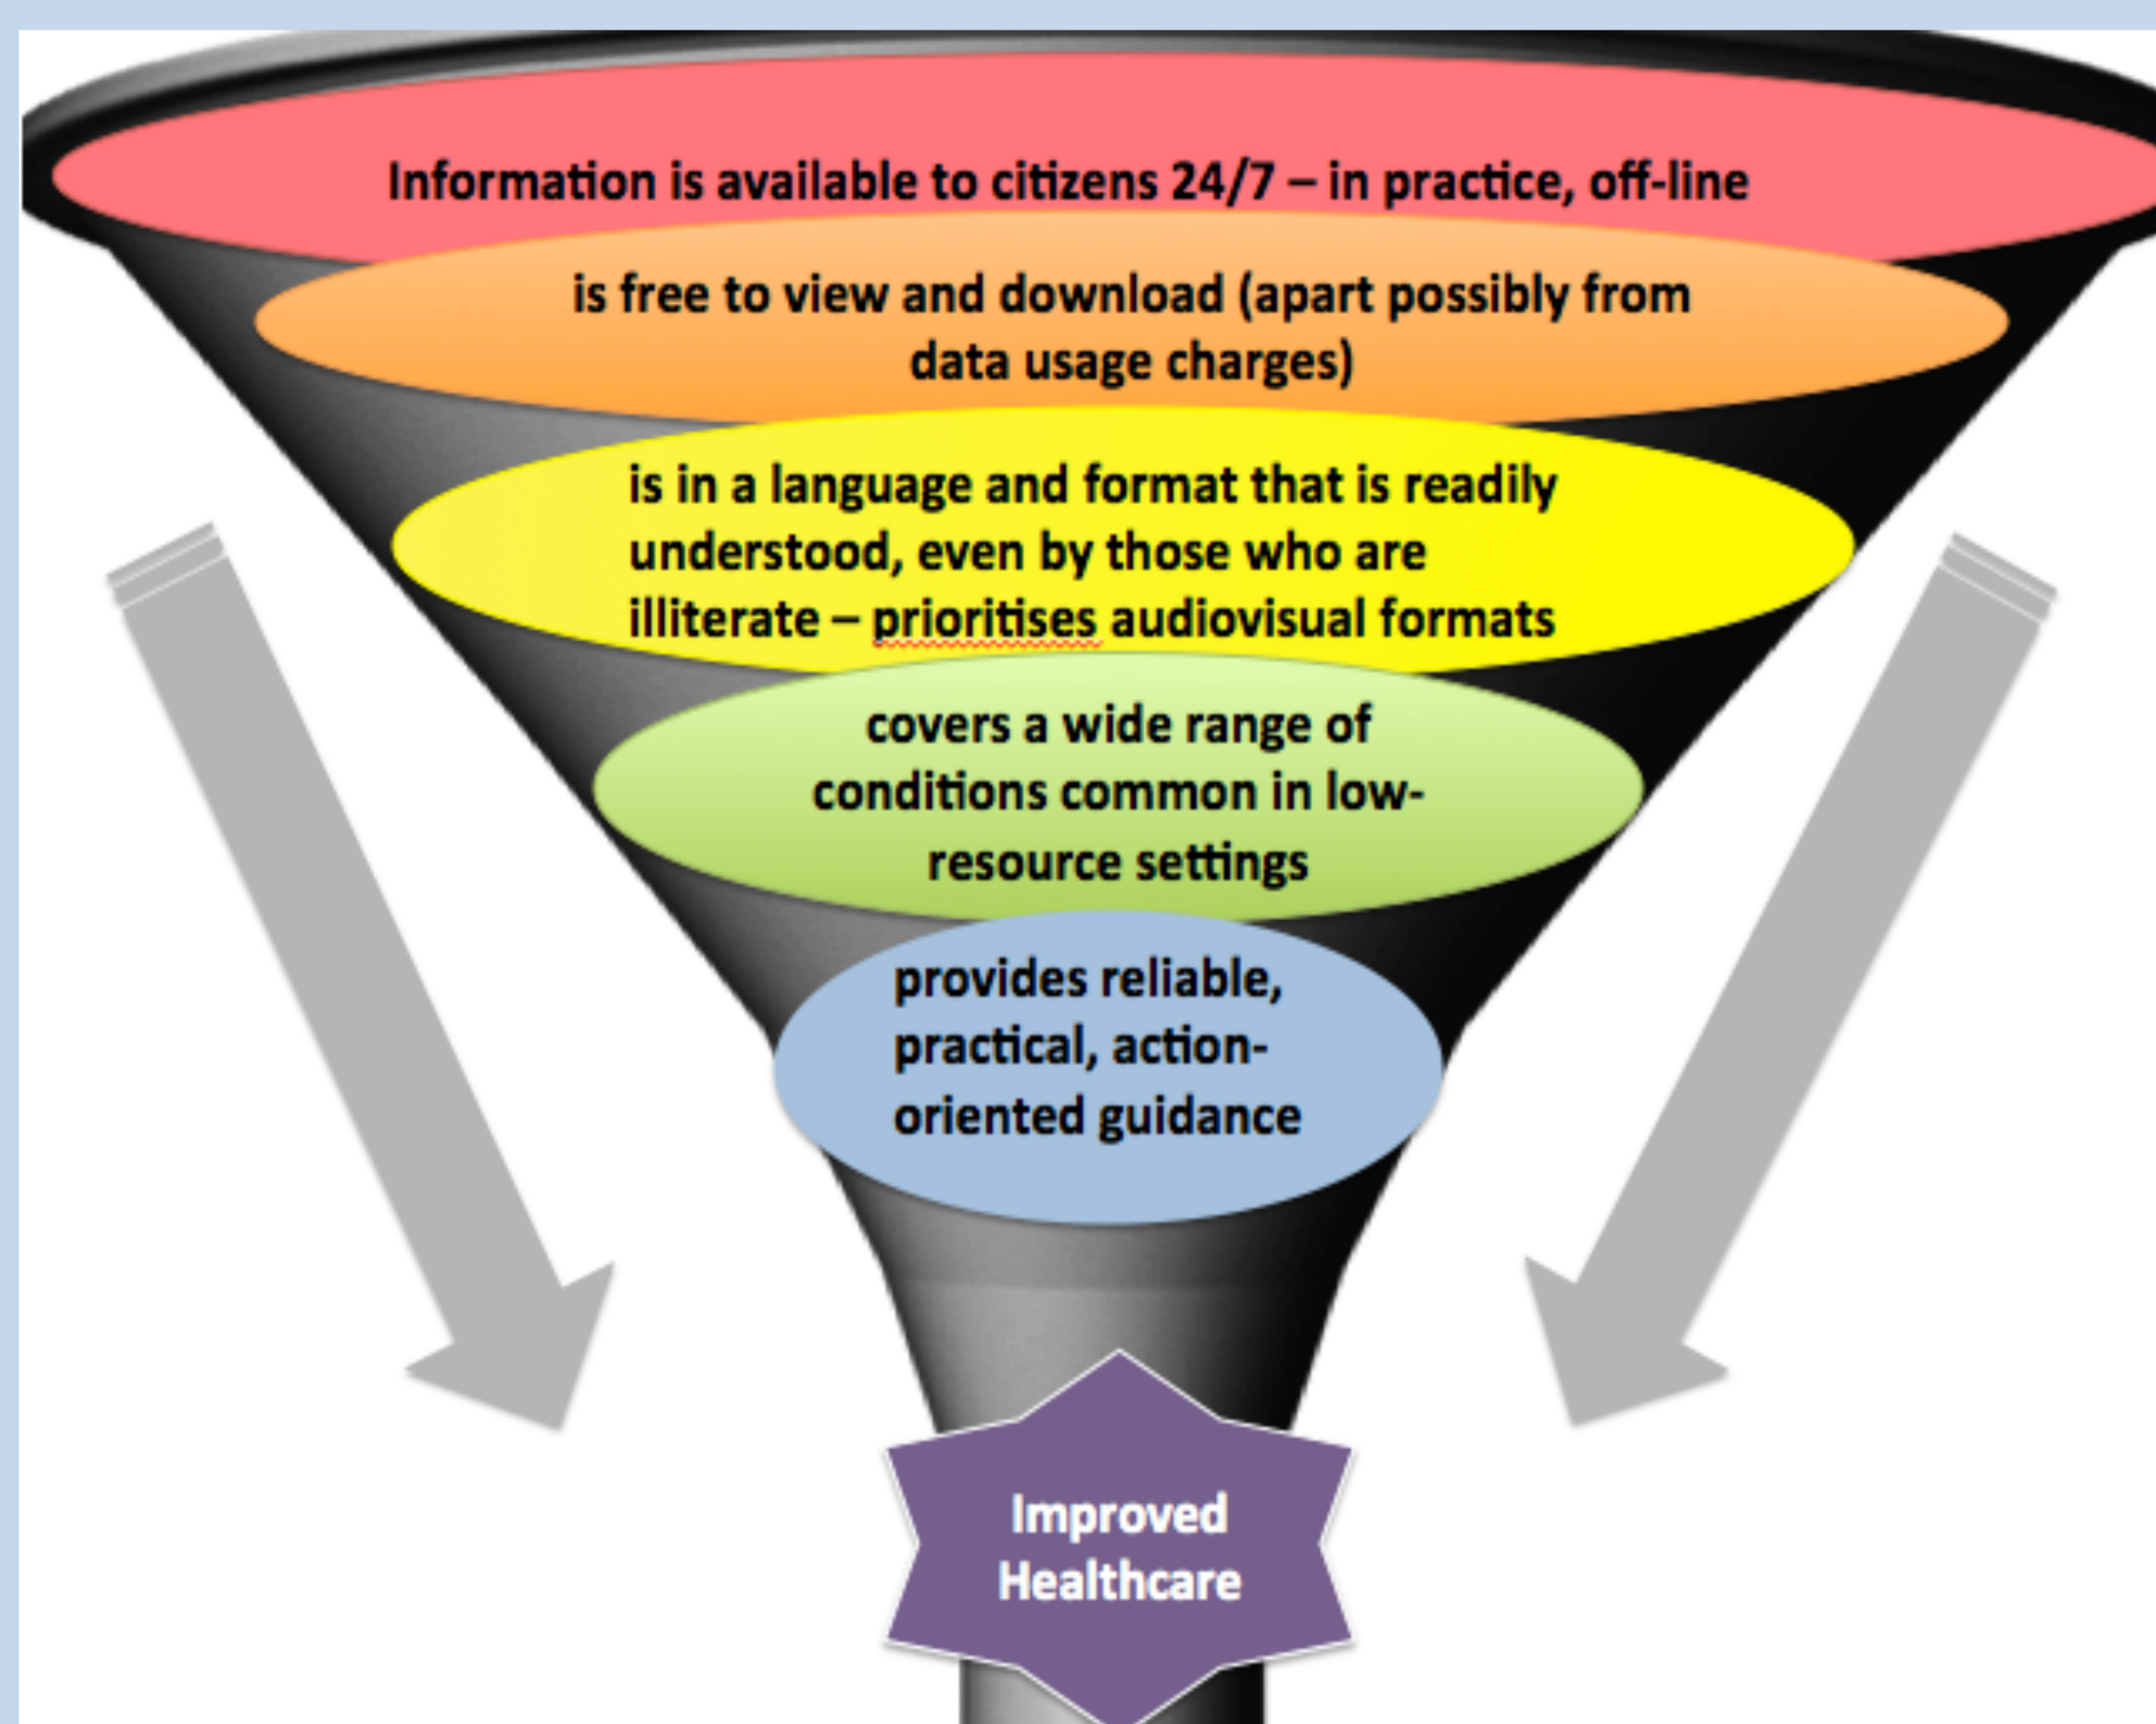 Information is available to citizens 24/7 – in practice, off-line
is free to view and download (apart possibly from
data usage charges)
is in a language and format that is readily
understood, even by those who are
illiterate – prioritises audiovisual formats
covers a wide range of
conditions common in low-
resource settings
provides reliable,
practical, action-
oriented guidance
Improved
Healthcare